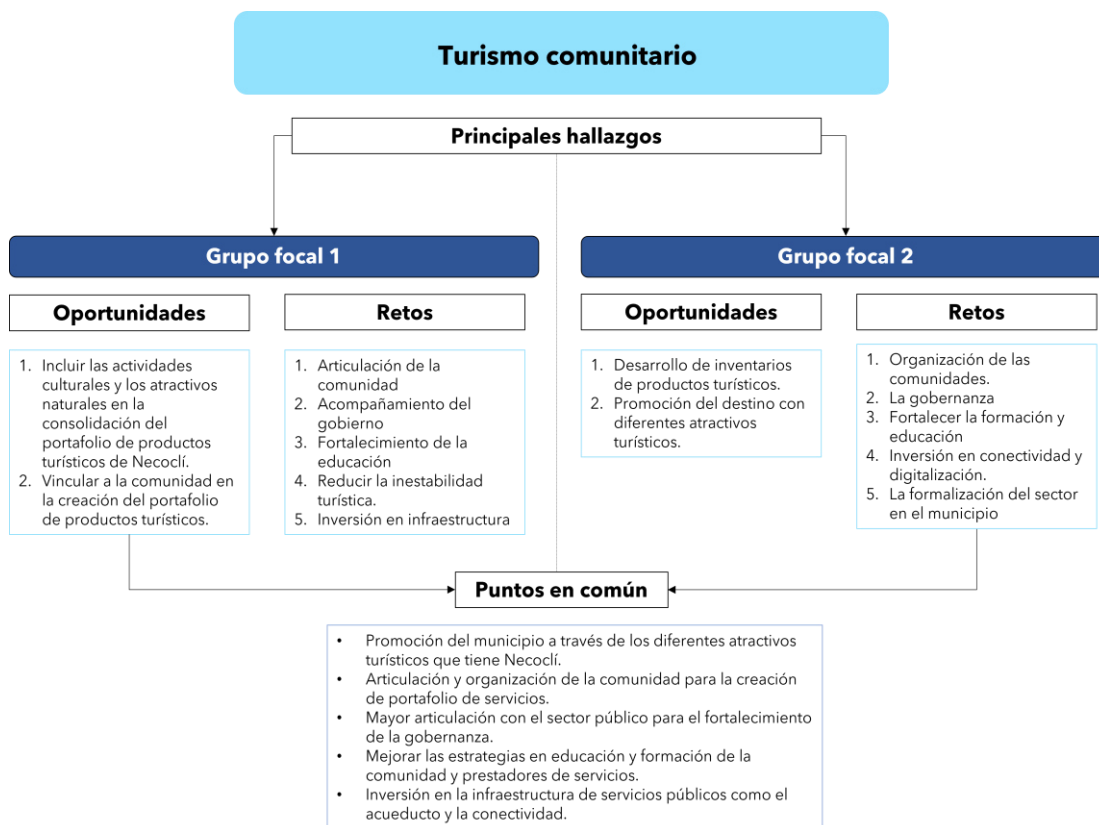 Turismo comunitario
Principales hallazgos
Grupo focal 1
Oportunidades
1. Incluir las actividades
culturales y los atractivos
naturales en la
consolidación del
portafolio de productos
turísticos de Necoclí.
2. Vincular a la comunidad en
la creación del portafolio
de productos turísticos.
Retos
1. Articulación de la
comunidad
2. Acompañamiento del
gobierno
3. Fortalecimiento de la
educación
4. Reducir la inestabilidad
turística.
5. Inversión en infraestructura
Grupo focal 2
Oportunidades
1. Desarrollo de inventarios
de productos turísticos.
2. Promoción del destino con
diferentes atractivos
turísticos.
Retos
1. Organización de las
comunidades.
2. La gobernanza
3. Fortalecer la formación y
educación
4. Inversión en conectividad y
digitalización.
5. La formalización del sector
en el municipio
Puntos en común
• Promoción del municipio a través de los diferentes atractivos
turísticos que tiene Necoclí.
• Articulación y organización de la comunidad para la creación
de portafolio de servicios.
• Mayor articulación con el sector público para el fortalecimiento
de la gobernanza.
• Mejorar las estrategias en educación y formación de la
comunidad y prestadores de servicios.
• Inversión en la infraestructura de servicios públicos como el
acueducto y la conectividad.